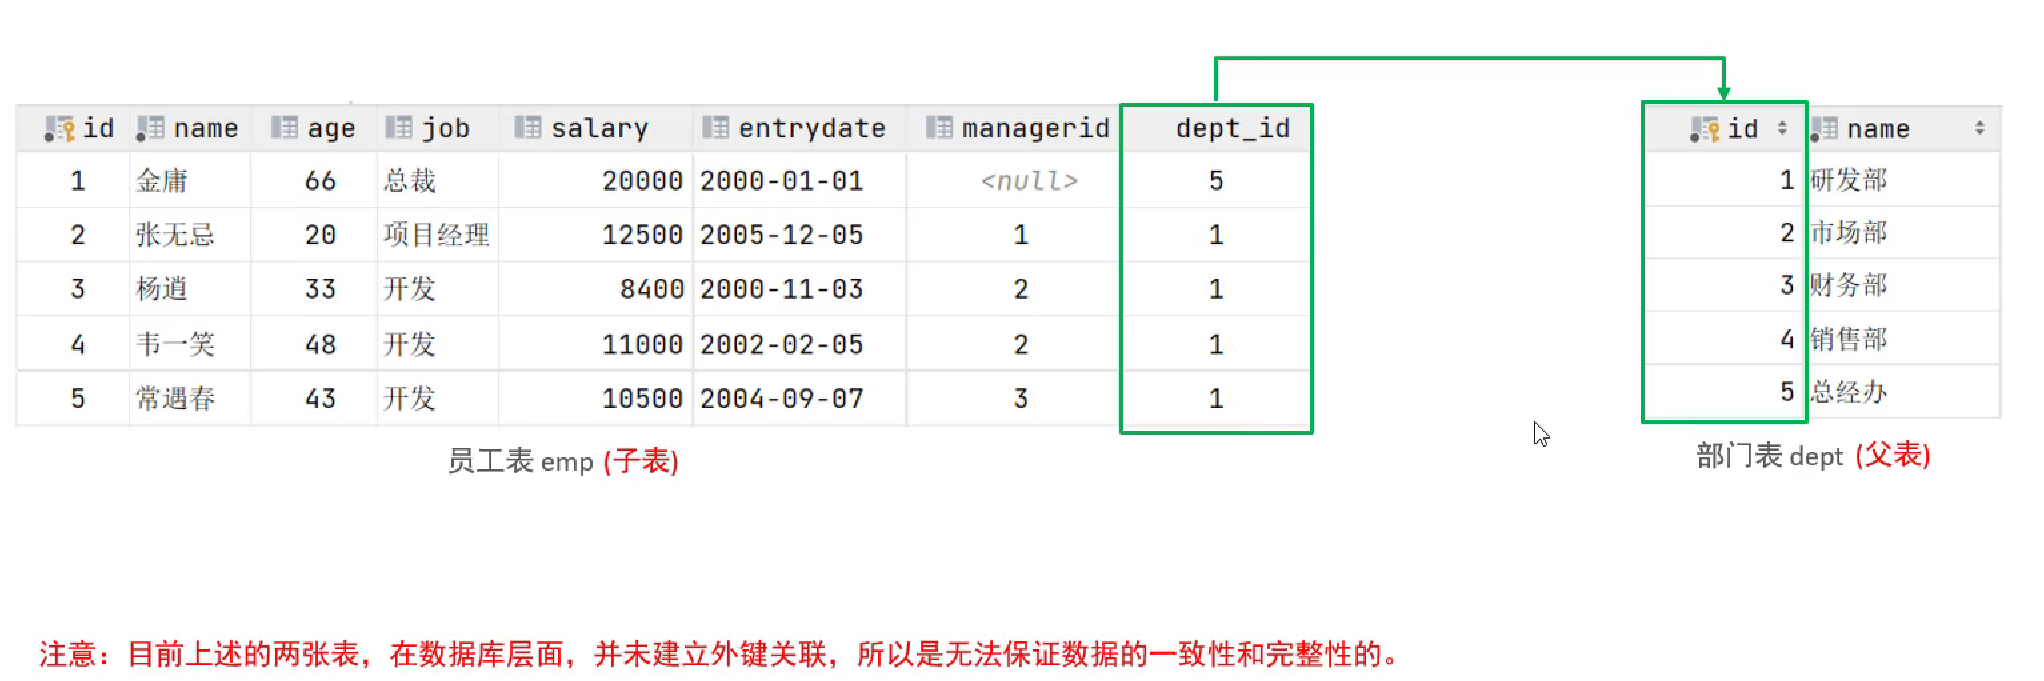 id name age job salary entrydate managerid dept_id
1 金庸 66 总裁 20000 2000-01-01 <null> 5
2 张无忌 20 项目经理 12500 2005-12-05 1 1
3 杨逍 33 开发 8400 2000-11-03 2 1
4 韦一笑 48 开发 11000 2002-02-05 2 1
5 常遇春 43 开发 10500 2004-09-07 3 1
员工表 emp (子表)
id name
1 研发部
2 市场部
3 财务部
4 销售部
5 总经办
部门表 dept (父表)
注意：目前上述的两张表，在数据库层面，并未建立外键关联，所以是无法保证数据的一致性和完整性的。